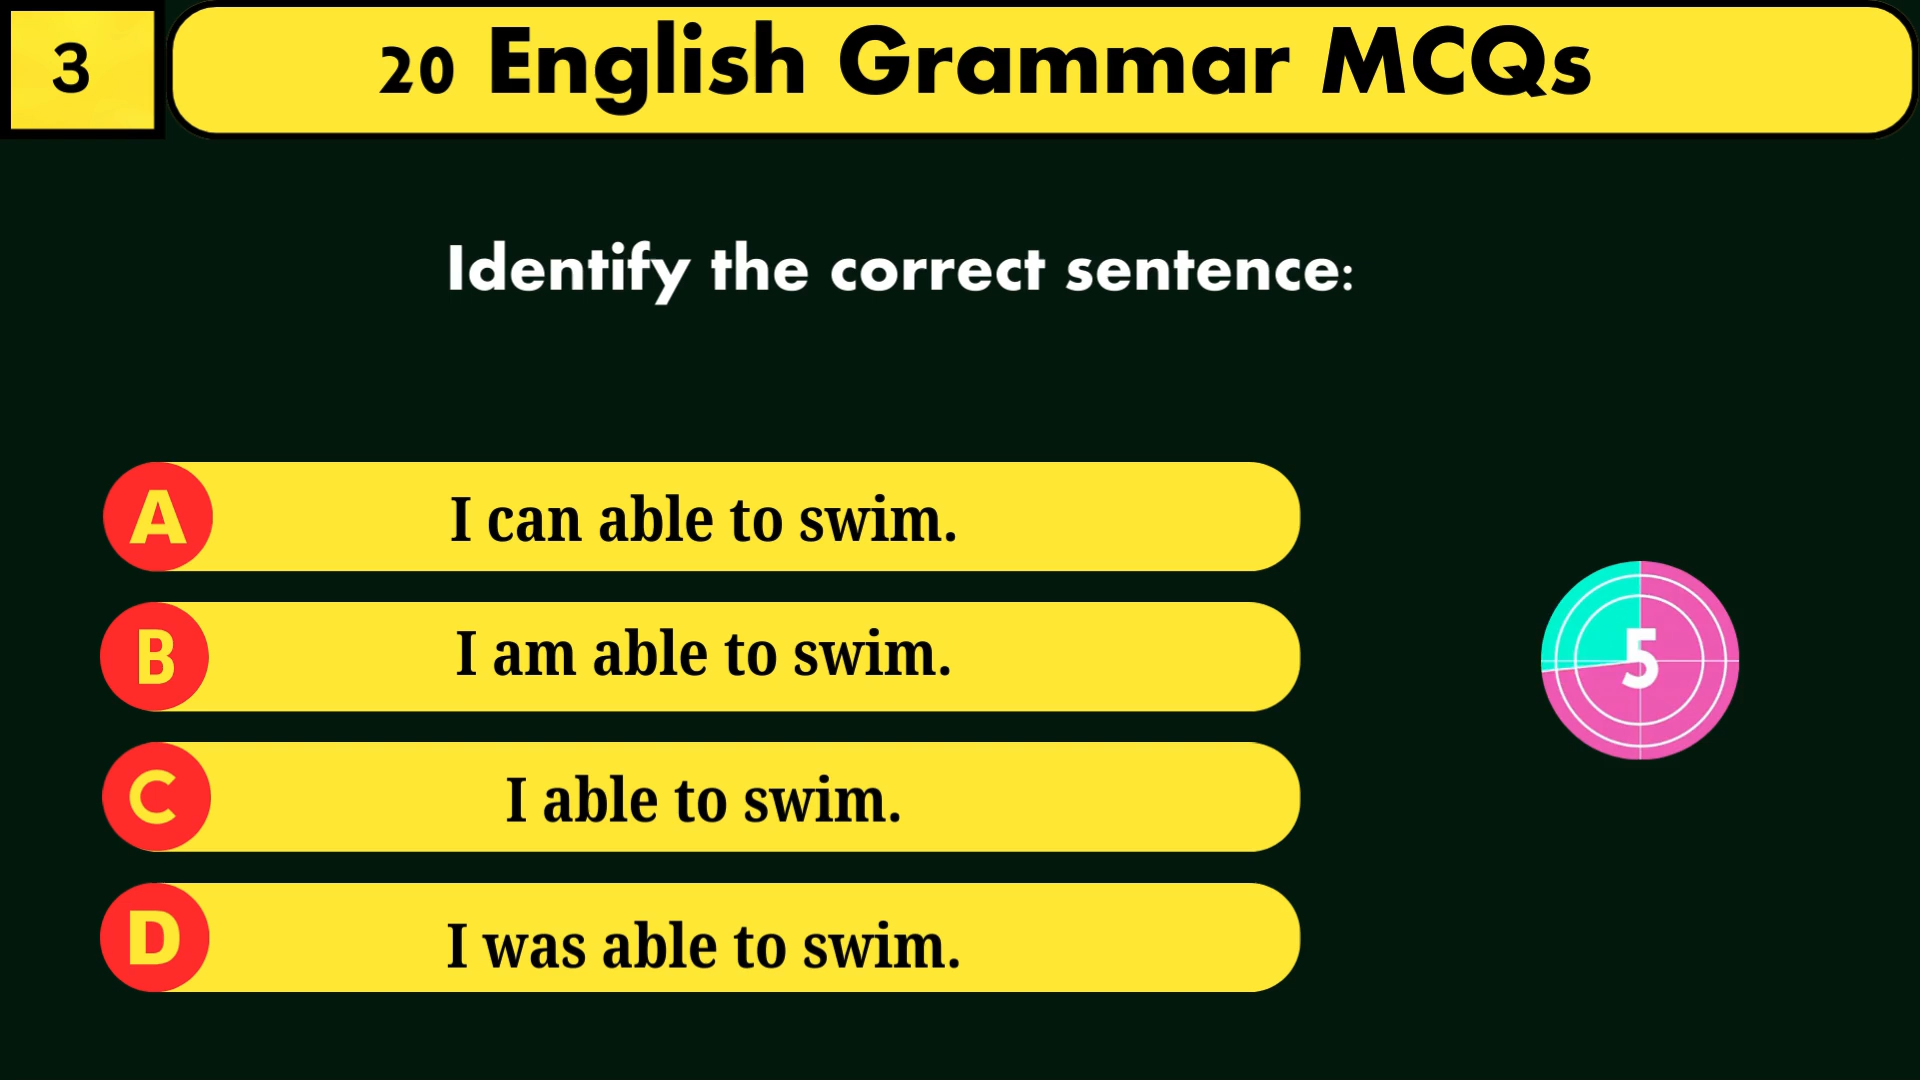 3
20 English Grammar MCQs
Identify the correct sentence:
A I can able to swim.
B I am able to swim.
5
C I able to swim.
D I was able to swim.